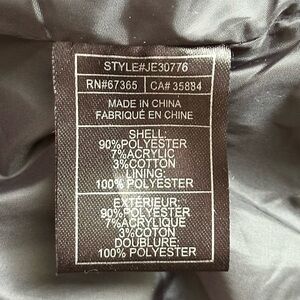 STYLE#JE30776
RN#67365 CA# 35884
MADE IN CHINA
FABRIQUÉ EN CHINE
SHELL:
90%POLYESTER
7%ACRYLIC
3%COTTON
LINING:
100% POLYESTER
EXTÉRIEUR:
90%POLYESTER
7%ACRYLIQUE
3%COTON
DOUBLURE:
100% POLYESTER